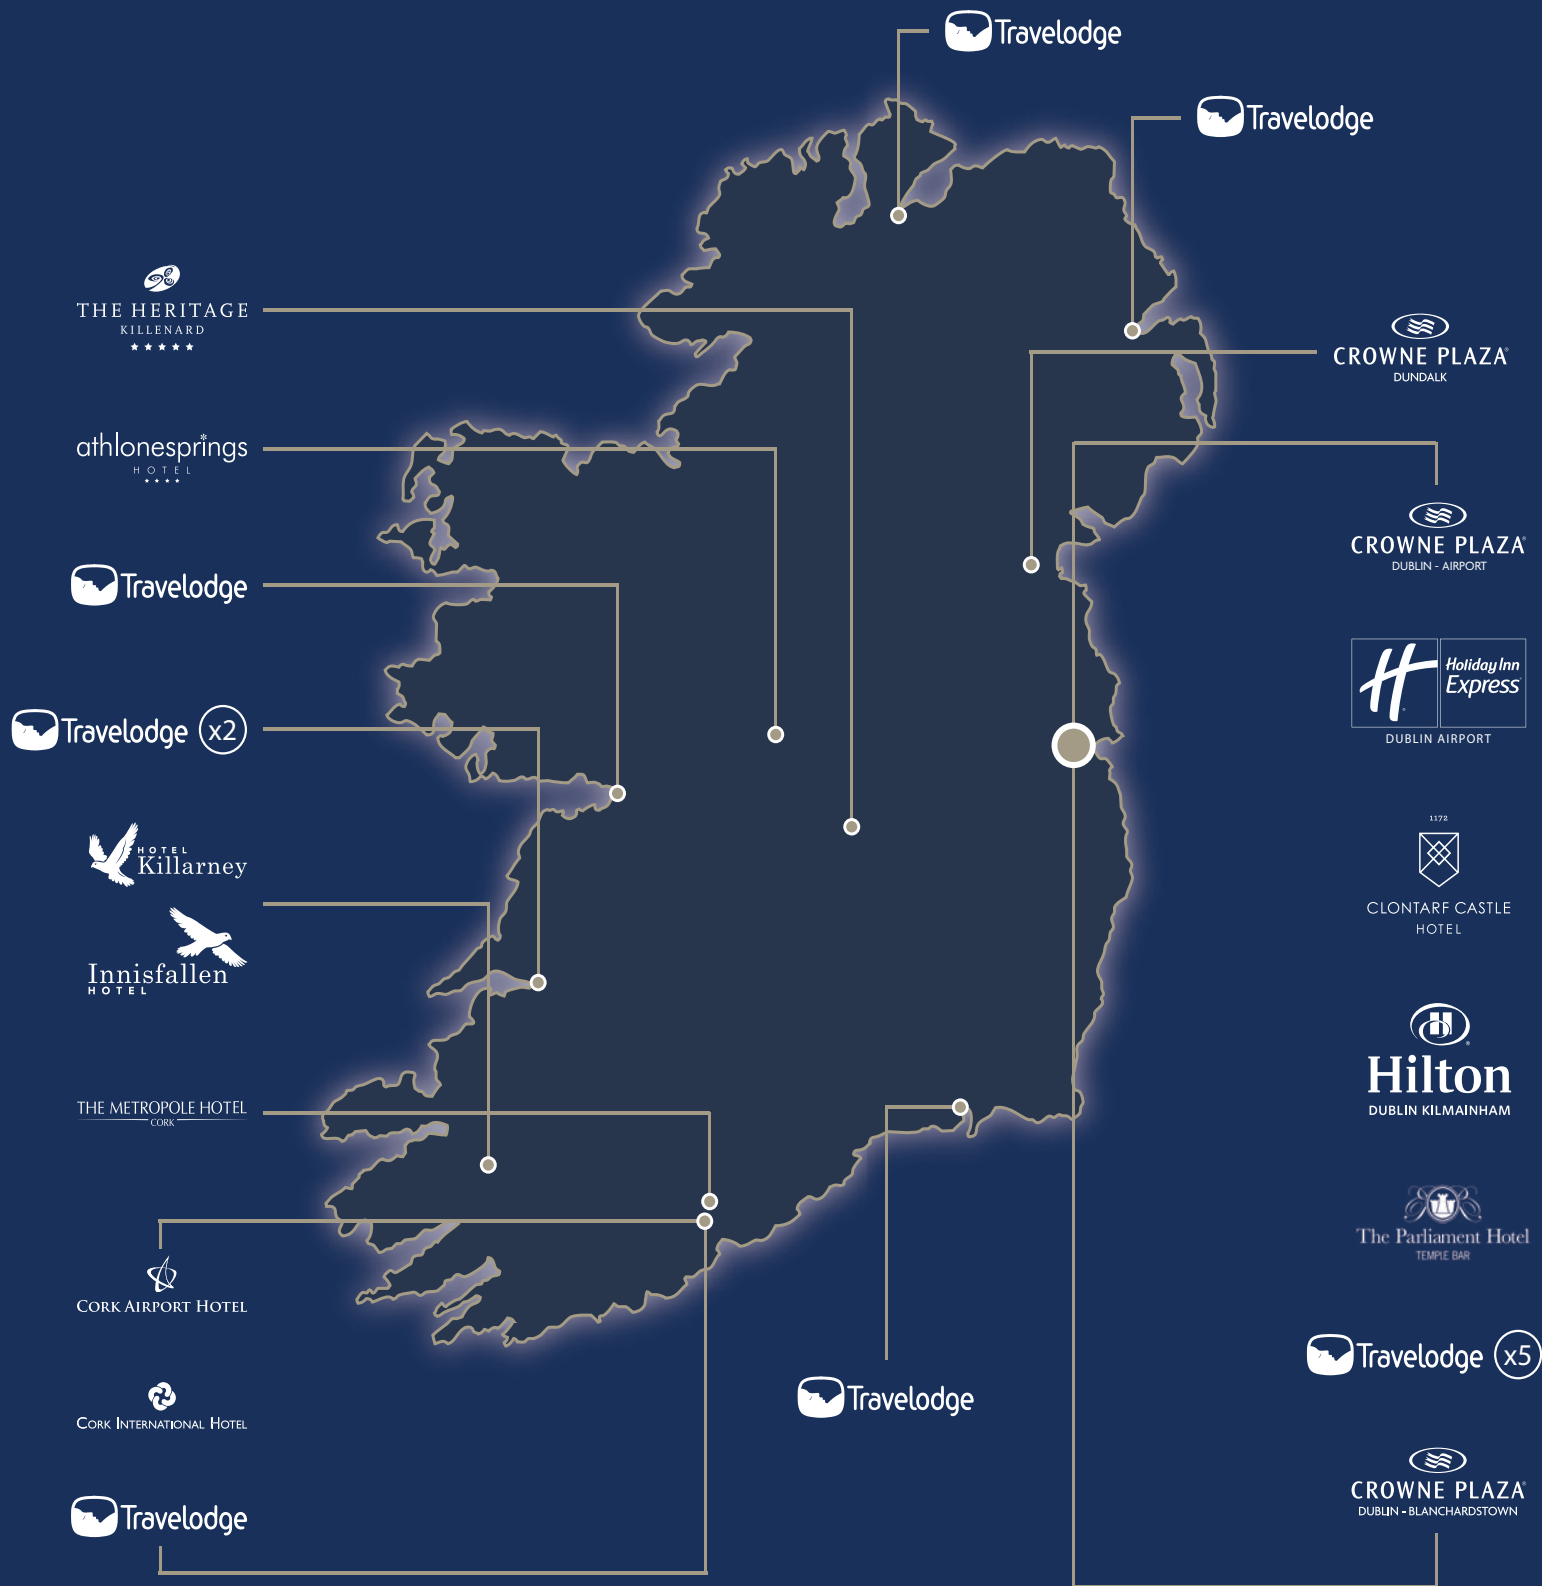 Travelodge
Travelodge
THE HERITAGE
KILLENARD
athlonesprings
HOTEL
Travelodge
Travelodge x2
HOTEL
Killarney
Innisfallen
HOTEL
THE METROPOLE HOTEL
CORK
CORK AIRPORT HOTEL
CORK INTERNATIONAL HOTEL
Travelodge
Travelodge
CROWNE PLAZA®
DUNDALK
CROWNE PLAZA®
DUBLIN - AIRPORT
H Holiday Inn
Express®
DUBLIN AIRPORT
1172
CLONTARF CASTLE
HOTEL
H
Hilton
DUBLIN KILMAINHAM
The Parliament Hotel
TEMPLE BAR
Travelodge x5
CROWNE PLAZA®
DUBLIN - BLANCHARDSTOWN